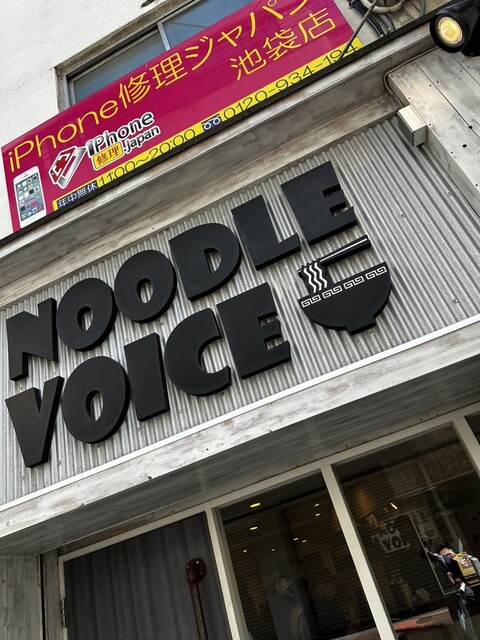 iPhone修理ジャパン
池袋店
iPhone
修理 !Japan
年中無休 11:00～20:00
0120-934-194
NOODLE
VOICE